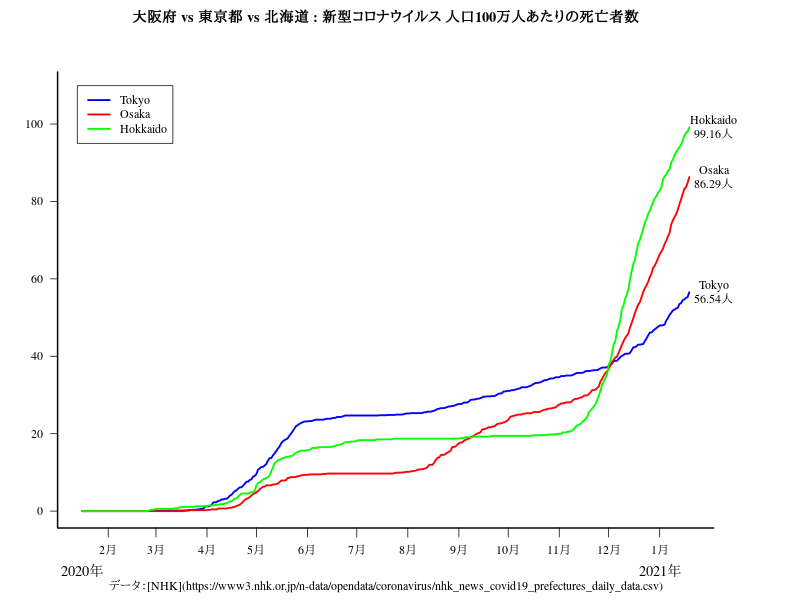 大阪府 vs 東京都 vs 北海道 : 新型コロナウイルス 人口100万人あたりの死亡者数
Tokyo
Osaka
Hokkaido
100
80
60
40
20
0
Hokkaido
99.16人
Osaka
86.29人
Tokyo
56.54人
2月 3月 4月 5月 6月 7月 8月 9月 10月 11月 12月 1月
2020年 2021年
データ : [NHK](https://www3.nhk.or.jp/n-data/opendata/coronavirus/nhk_news_covid19_prefectures_daily_data.csv)